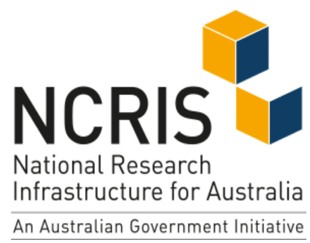 NCRIS
National Research
Infrastructure for Australia
An Australian Government Initiative